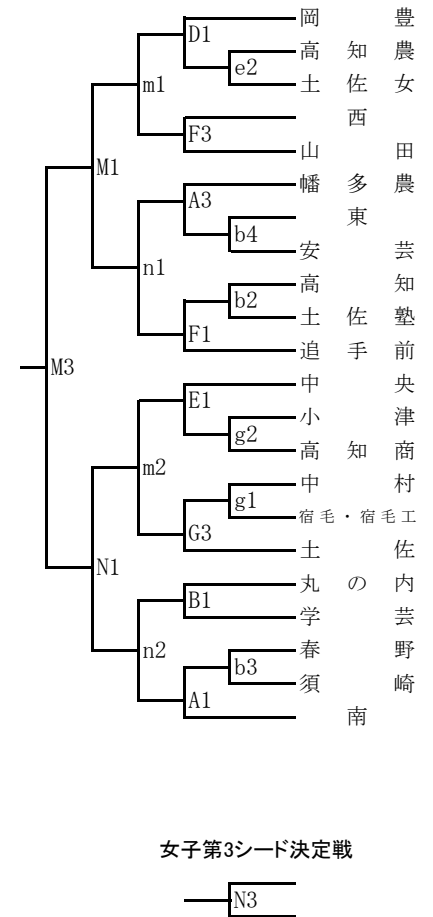 岡豊
D1
高知農
e2
土佐女
m1
西
F3
山田
M1
幡多農
A3
東
b4
安芸
n1
高知
b2
土佐塾
F1
追手前
M3
中央
E1
小津
g2
高知商
m2
中村
g1
宿毛・宿毛工
G3
土佐
N1
丸の内
B1
学芸
n2
春野
b3
須崎
A1
南
女子第3シード決定戦
N3